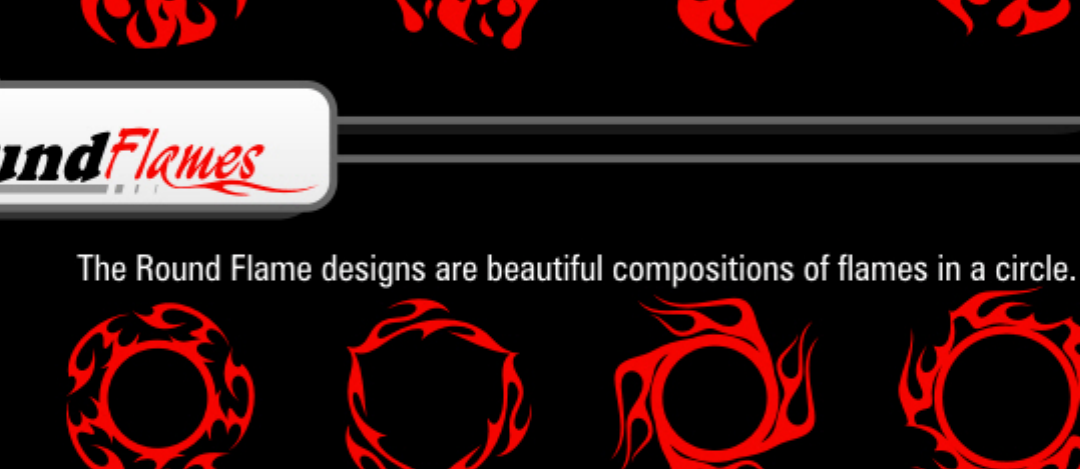 undFlames
The Round Flame designs are beautiful compositions of flames in a circle.